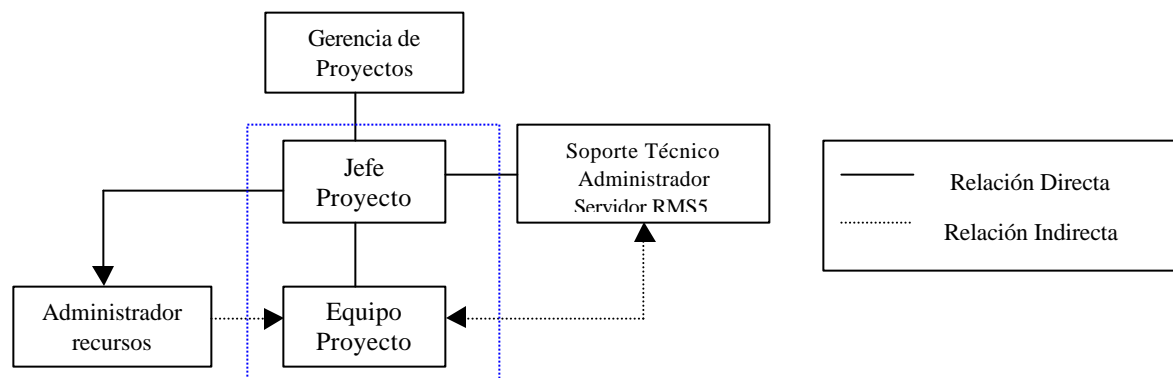 Gerencia de
Proyectos
Jefe
Proyecto
Soporte Técnico
Administrador
Servidor RMS5
Relación Directa
Relación Indirecta
Administrador
recursos
Equipo
Proyecto